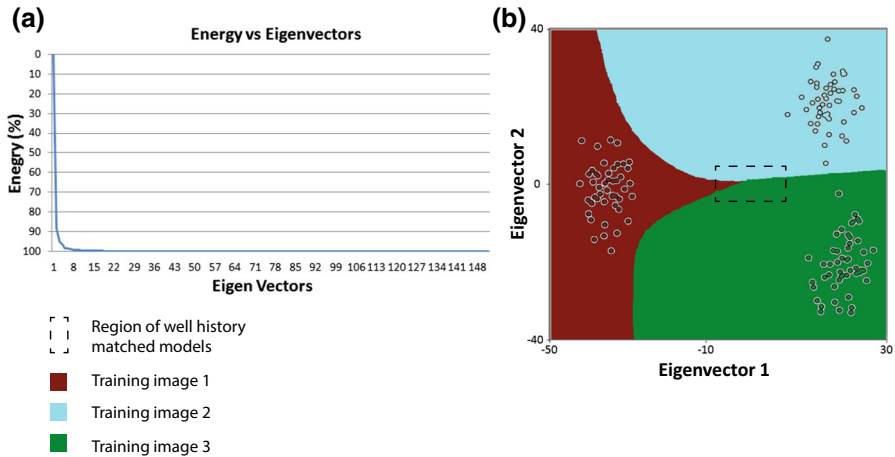 (a)
Energy vs Eigenvectors
Enegry (%)
0
10
20
30
40
50
60
70
80
90
100
1 8 15 22 29 36 43 50 57 64 71 78 85 92 99 106 113 120 127 134 141 148
Eigen Vectors
Region of well history
matched models
Training image 1
Training image 2
Training image 3
(b)
Eigenvector 2
40
0
-40
-50 -10 30
Eigenvector 1